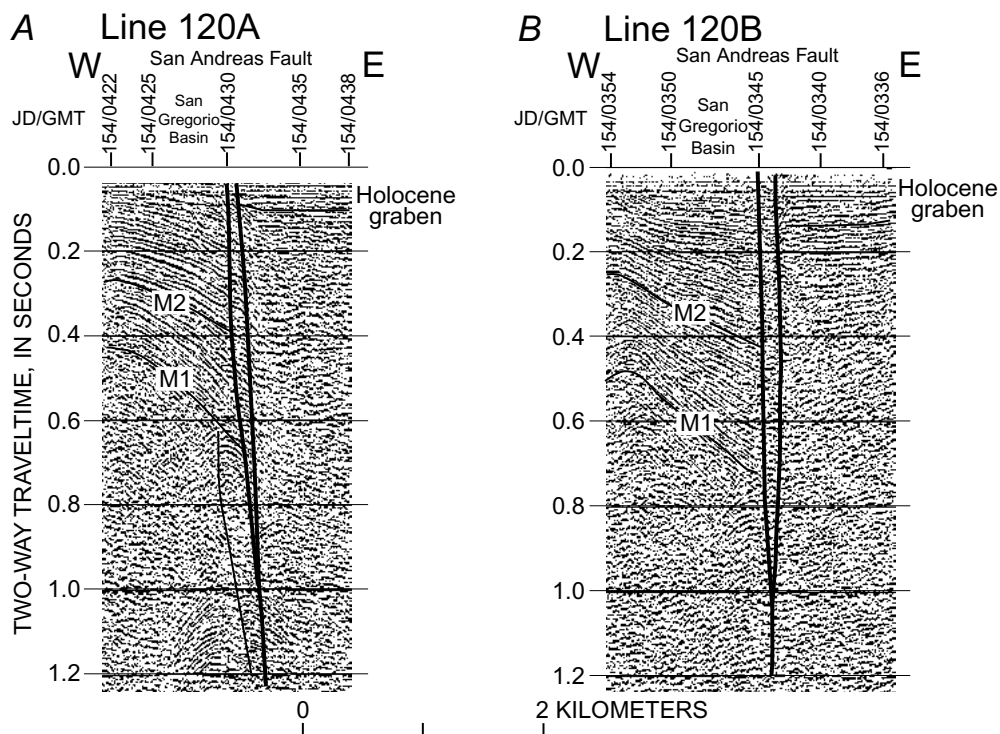 A Line 120A
San Andreas Fault
W E
JD/GMT
154/0422
154/0425
San
Gregorio
Basin
154/0430
154/0435
154/0438
Holocene
graben
TWO-WAY TRAVELTIME, IN SECONDS
0.0
0.2
0.4
0.6
0.8
1.0
1.2
M2
M1
B Line 120B
San Andreas Fault
W E
JD/GMT
154/0354
154/0350
San
Gregorio
Basin
154/0345
154/0340
154/0336
Holocene
graben
0.0
0.2
0.4
0.6
0.8
1.0
1.2
M2
M1
0 2 KILOMETERS